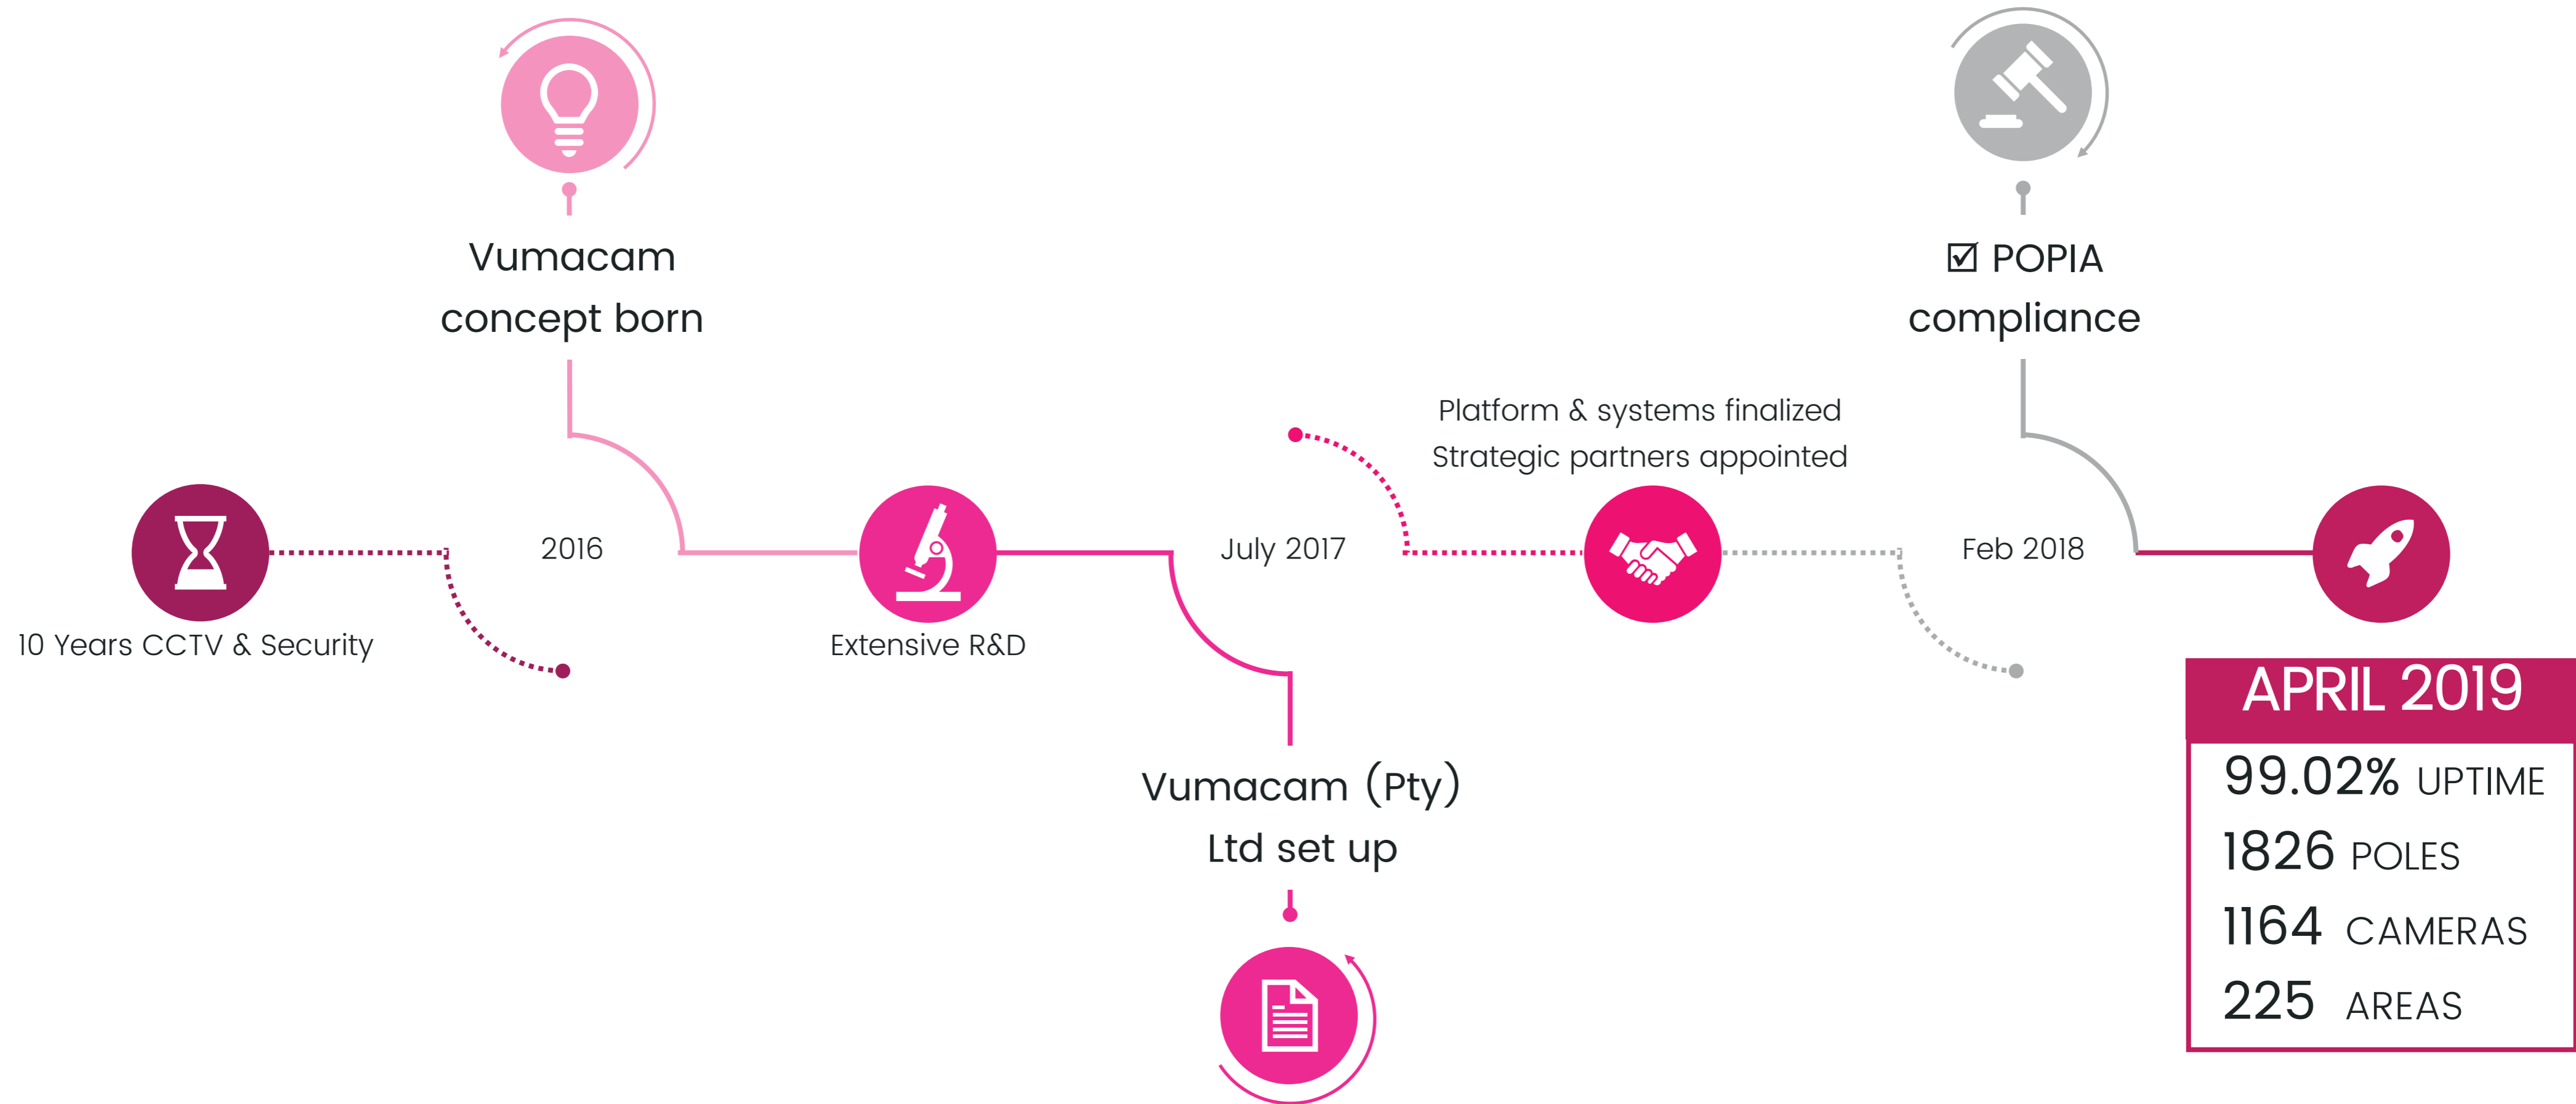 Vumacam
concept born
☑ POPIA
compliance
Platform & systems finalized
Strategic partners appointed
2016
July 2017
Feb 2018
10 Years CCTV & Security
Extensive R&D
Vumacam (Pty)
Ltd set up
APRIL 2019
99.02% UPTIME
1826 POLES
1164 CAMERAS
225 AREAS